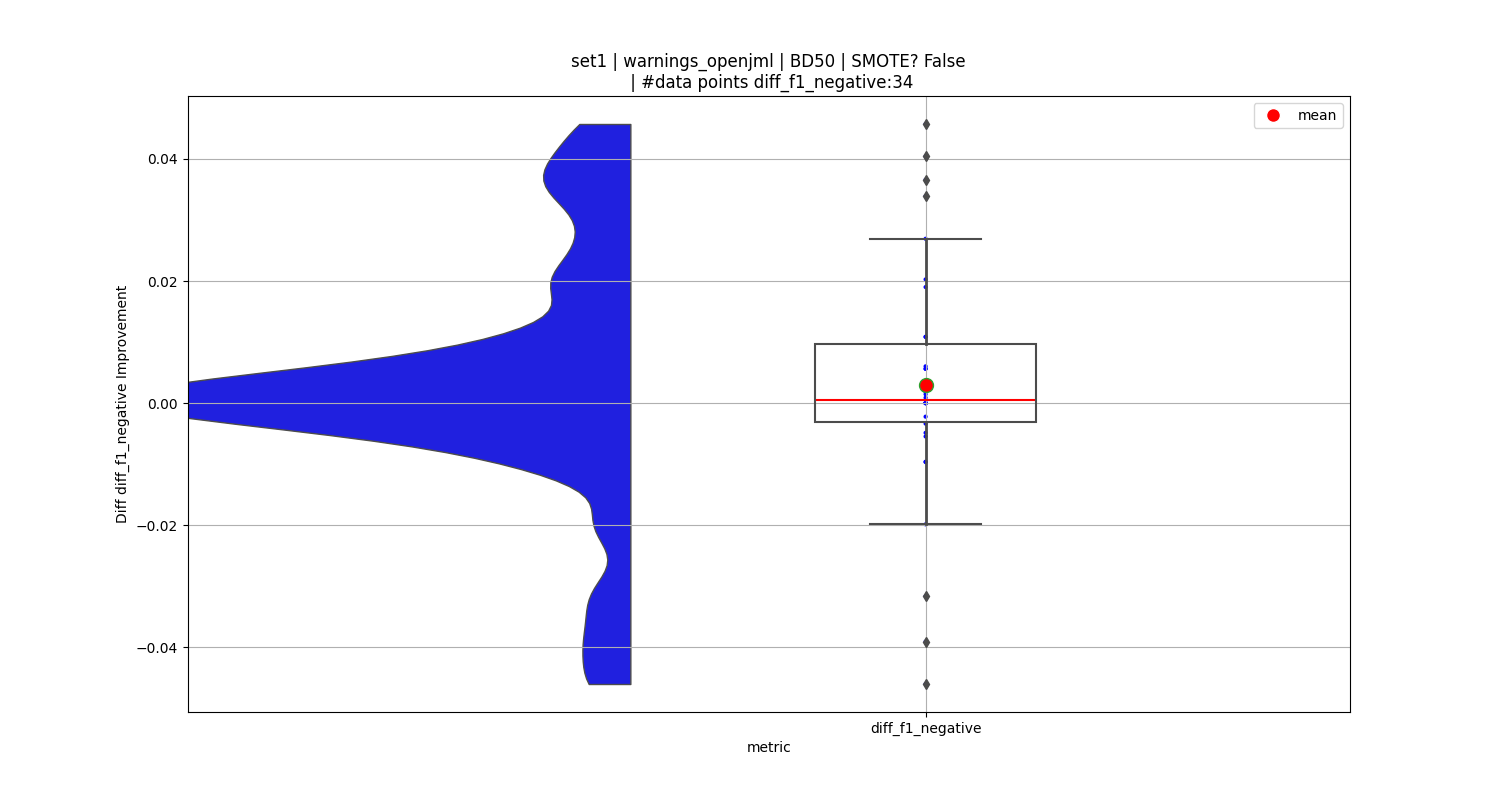 set1 | warnings_openjml | BD50 | SMOTE? False
| #data points diff_f1_negative:34
mean
0.04
0.02
0.00
−0.02
−0.04
Diff diff_f1_negative Improvement
diff_f1_negative
metric